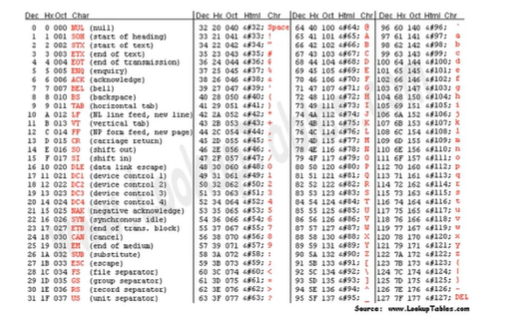 Dec Hx Oct Char Dec Hx Oct Html Chr Dec Hx Oct Html Chr Dec Hx Oct Html Chr
0 0 000 NUL (null) 32 20 040 &#32; Space 64 40 100 &#64; @ 96 60 140 &#96; `
1 1 001 SOH (start of heading) 33 21 041 &#33; ! 65 41 101 &#65; A 97 61 141 &#97; a
2 2 002 STX (start of text) 34 22 042 &#34; " 66 42 102 &#66; B 98 62 142 &#98; b
3 3 003 ETX (end of text) 35 23 043 &#35; # 67 43 103 &#67; C 99 63 143 &#99; c
4 4 004 EOT (end of transmission) 36 24 044 &#36; $ 68 44 104 &#68; D 100 64 144 &#100; d
5 5 005 ENQ (enquiry) 37 25 045 &#37; % 69 45 105 &#69; E 101 65 145 &#101; e
6 6 006 ACK (acknowledge) 38 26 046 &#38; & 70 46 106 &#70; F 102 66 146 &#102; f
7 7 007 BEL (bell) 39 27 047 &#39; ' 71 47 107 &#71; G 103 67 147 &#103; g
8 8 010 BS (backspace) 40 28 050 &#40; ( 72 48 110 &#72; H 104 68 150 &#104; h
9 9 011 TAB (horizontal tab) 41 29 051 &#41; ) 73 49 111 &#73; I 105 69 151 &#105; i
10 A 012 LF (NL line feed, new line) 42 2A 052 &#42; * 74 4A 112 &#74; J 106 6A 152 &#106; j
11 B 013 VT (vertical tab) 43 2B 053 &#43; + 75 4B 113 &#75; K 107 6B 153 &#107; k
12 C 014 FF (NP form feed, new page) 44 2C 054 &#44; , 76 4C 114 &#76; L 108 6C 154 &#108; l
13 D 015 CR (carriage return) 45 2D 055 &#45; - 77 4D 115 &#77; M 109 6D 155 &#109; m
14 E 016 SO (shift out) 46 2E 056 &#46; . 78 4E 116 &#78; N 110 6E 156 &#110; n
15 F 017 SI (shift in) 47 2F 057 &#47; / 79 4F 117 &#79; O 111 6F 157 &#111; o
16 10 020 DLE (data link escape) 48 30 060 &#48; 0 80 50 120 &#80; P 112 70 160 &#112; p
17 11 021 DC1 (device control 1) 49 31 061 &#49; 1 81 51 121 &#81; Q 113 71 161 &#113; q
18 12 022 DC2 (device control 2) 50 32 062 &#50; 2 82 52 122 &#82; R 114 72 162 &#114; r
19 13 023 DC3 (device control 3) 51 33 063 &#51; 3 83 53 123 &#83; S 115 73 163 &#115; s
20 14 024 DC4 (device control 4) 52 34 064 &#52; 4 84 54 124 &#84; T 116 74 164 &#116; t
21 15 025 NAK (negative acknowledge) 53 35 065 &#53; 5 85 55 125 &#85; U 117 75 165 &#117; u
22 16 026 SYN (synchronous idle) 54 36 066 &#54; 6 86 56 126 &#86; V 118 76 166 &#118; v
23 17 027 ETB (end of trans. block) 55 37 067 &#55; 7 87 57 127 &#87; W 119 77 167 &#119; w
24 18 030 CAN (cancel) 56 38 070 &#56; 8 88 58 130 &#88; X 120 78 170 &#120; x
25 19 031 EM (end of medium) 57 39 071 &#57; 9 89 59 131 &#89; Y 121 79 171 &#121; y
26 1A 032 SUB (substitute) 58 3A 072 &#58; : 90 5A 132 &#90; Z 122 7A 172 &#122; z
27 1B 033 ESC (escape) 59 3B 073 &#59; ; 91 5B 133 &#91; [ 123 7B 173 &#123; {
28 1C 034 FS (file separator) 60 3C 074 &#60; < 92 5C 134 &#92; \ 124 7C 174 &#124; |
29 1D 035 GS (group separator) 61 3D 075 &#61; = 93 5D 135 &#93; ] 125 7D 175 &#125; }
30 1E 036 RS (record separator) 62 3E 076 &#62; > 94 5E 136 &#94; ^ 126 7E 176 &#126; ~
31 1F 037 US (unit separator) 63 3F 077 &#63; ? 95 5F 137 &#95; _ 127 7F 177 &#127; DEL
Source: www.LookupTables.com